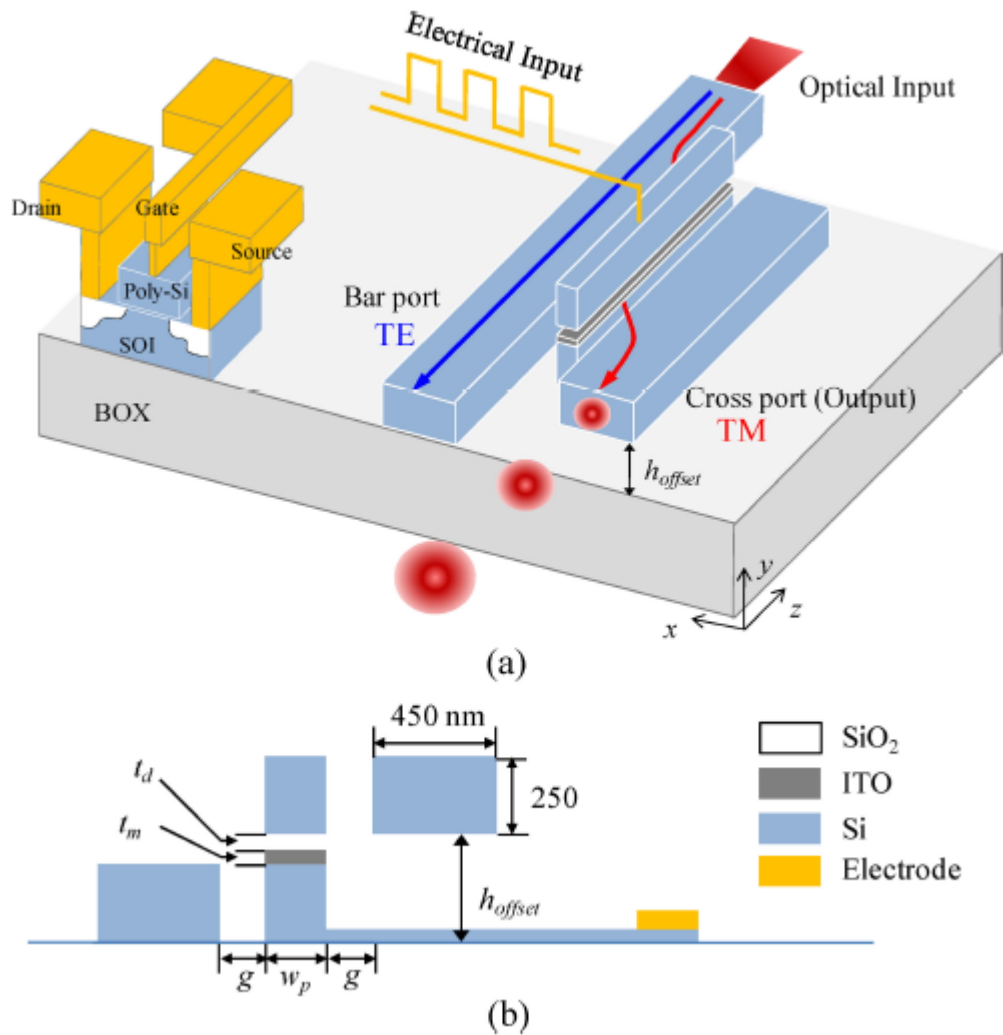 Electrical Input
Optical Input
Drain
Gate
Source
Poly-Si
SOI
BOX
Bar port
TE
Cross port (Output)
TM
h_offset
y
z
x
(a)
450 nm
SiO₂
t_d
250
ITO
t_m
Si
Electrode
h_offset
g
w_p
g
(b)